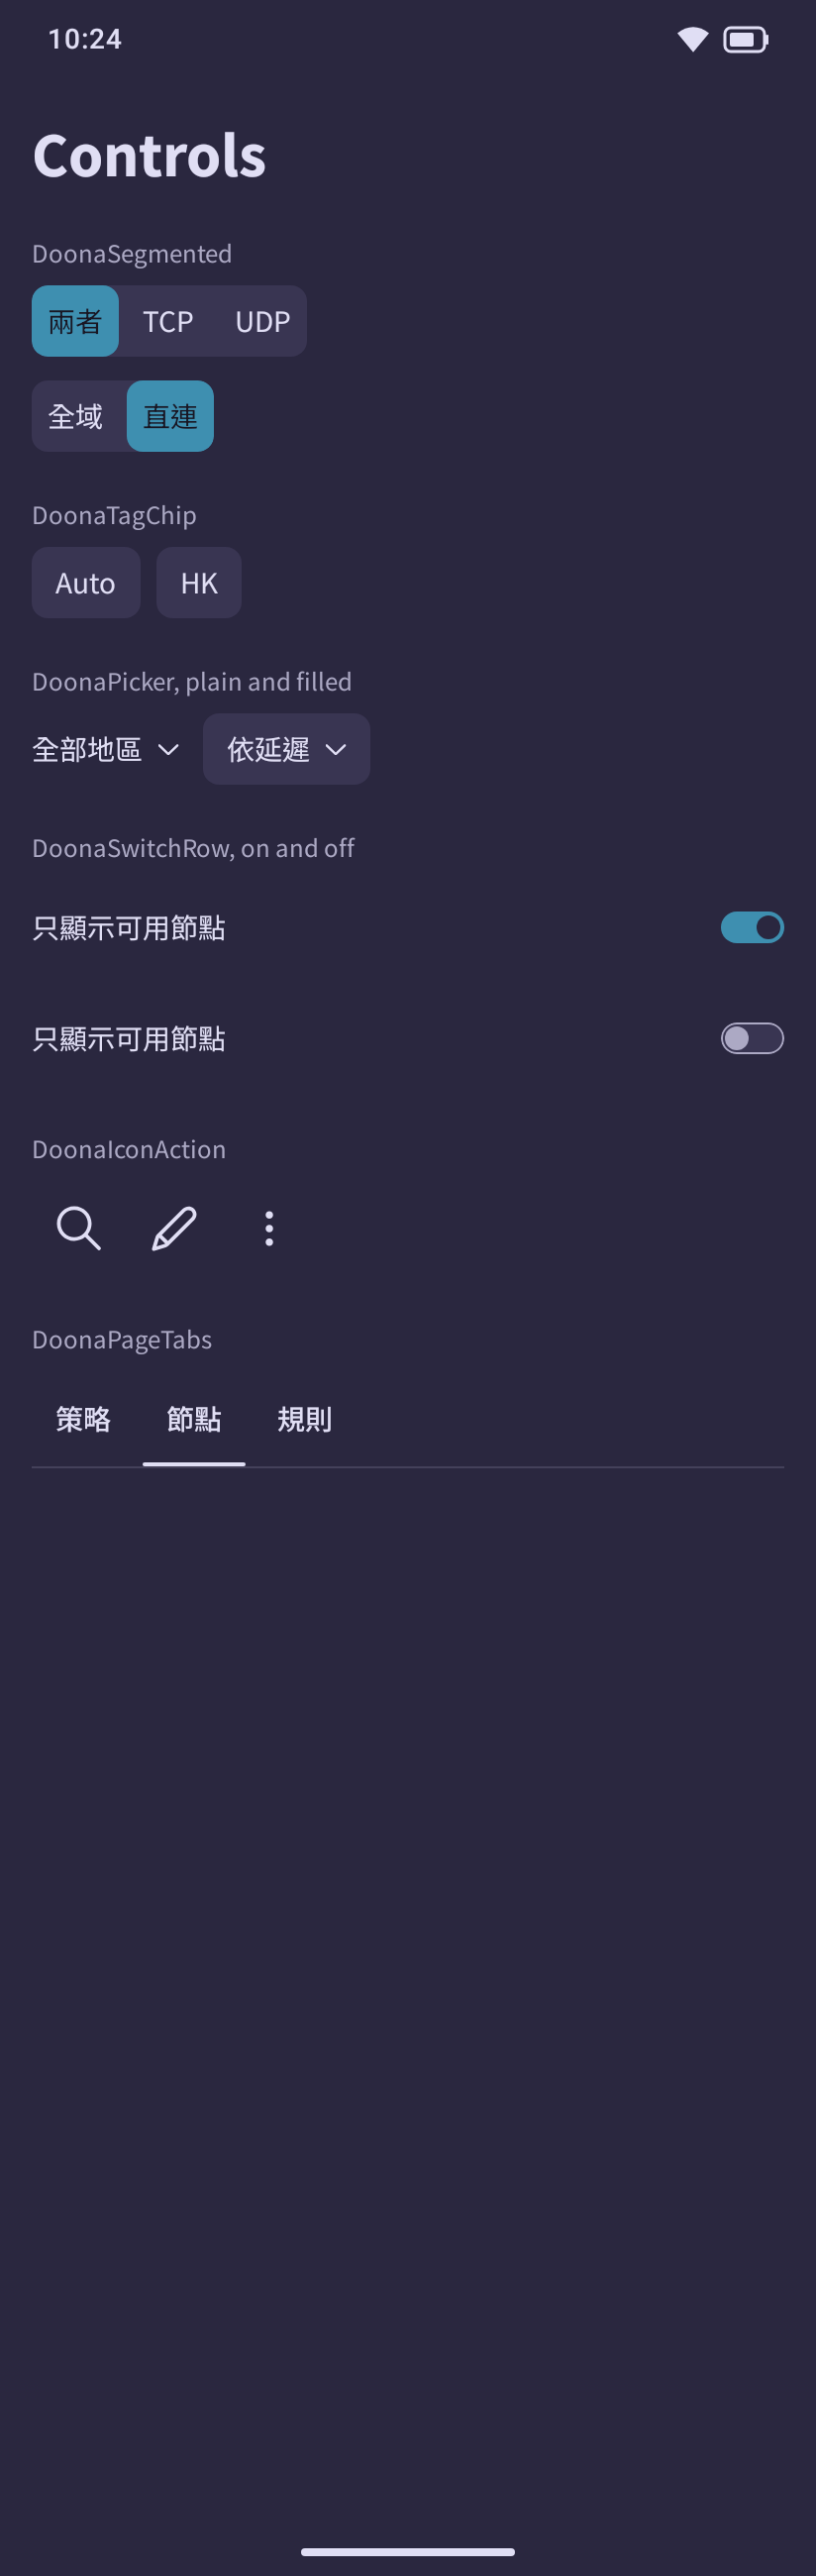 10:24
Controls
DoonaSegmented
兩者 TCP UDP
全域 直連
DoonaTagChip
Auto HK
DoonaPicker, plain and filled
全部地區 依延遲
DoonaSwitchRow, on and off
只顯示可用節點
只顯示可用節點
DoonaIconAction
DoonaPageTabs
策略 節點 規則